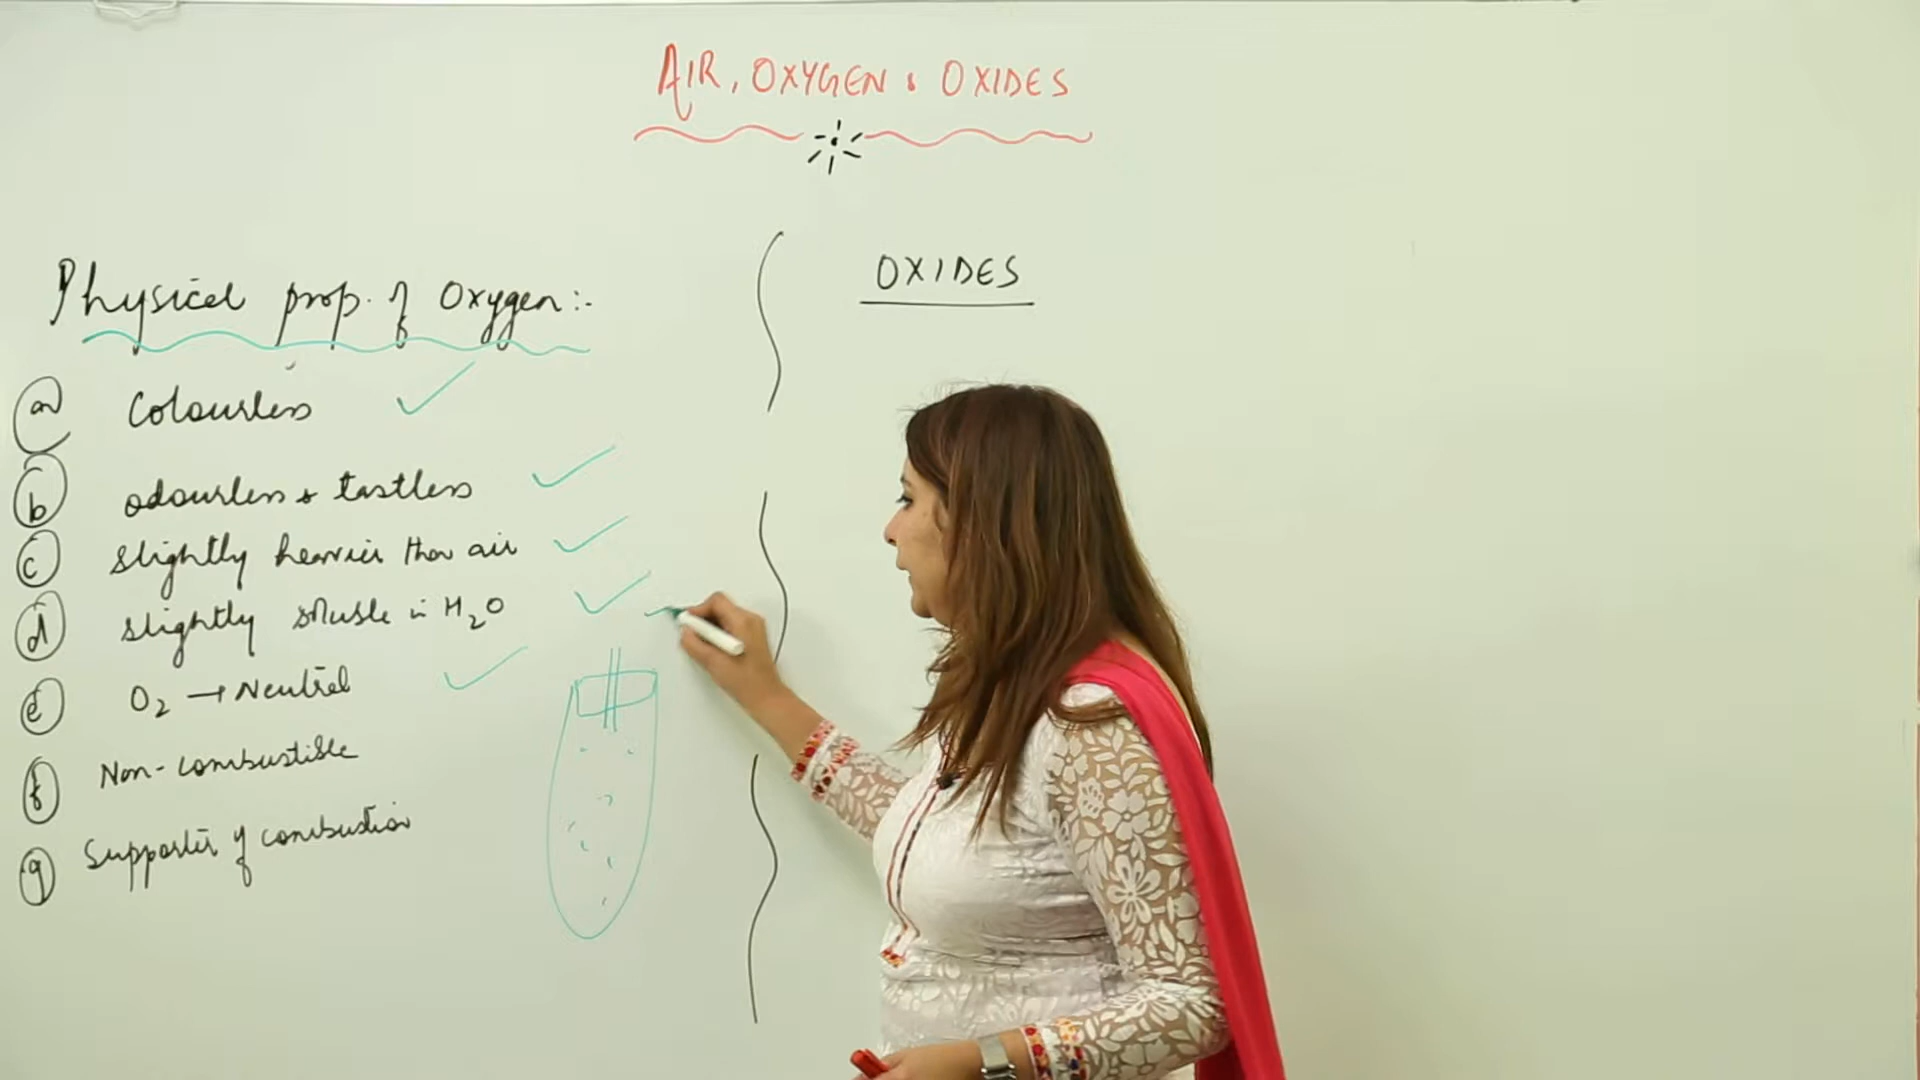 AIR, OXYGEN & OXIDES
Physical prop. of Oxygen:-
(a) Colourless
(b) odourless & tastless
(c) slightly heavier than air
(d) slightly soluble in H₂O
(e) O₂ → Neutral
(f) Non-combustible
(g) Supporter of combustion
OXIDES